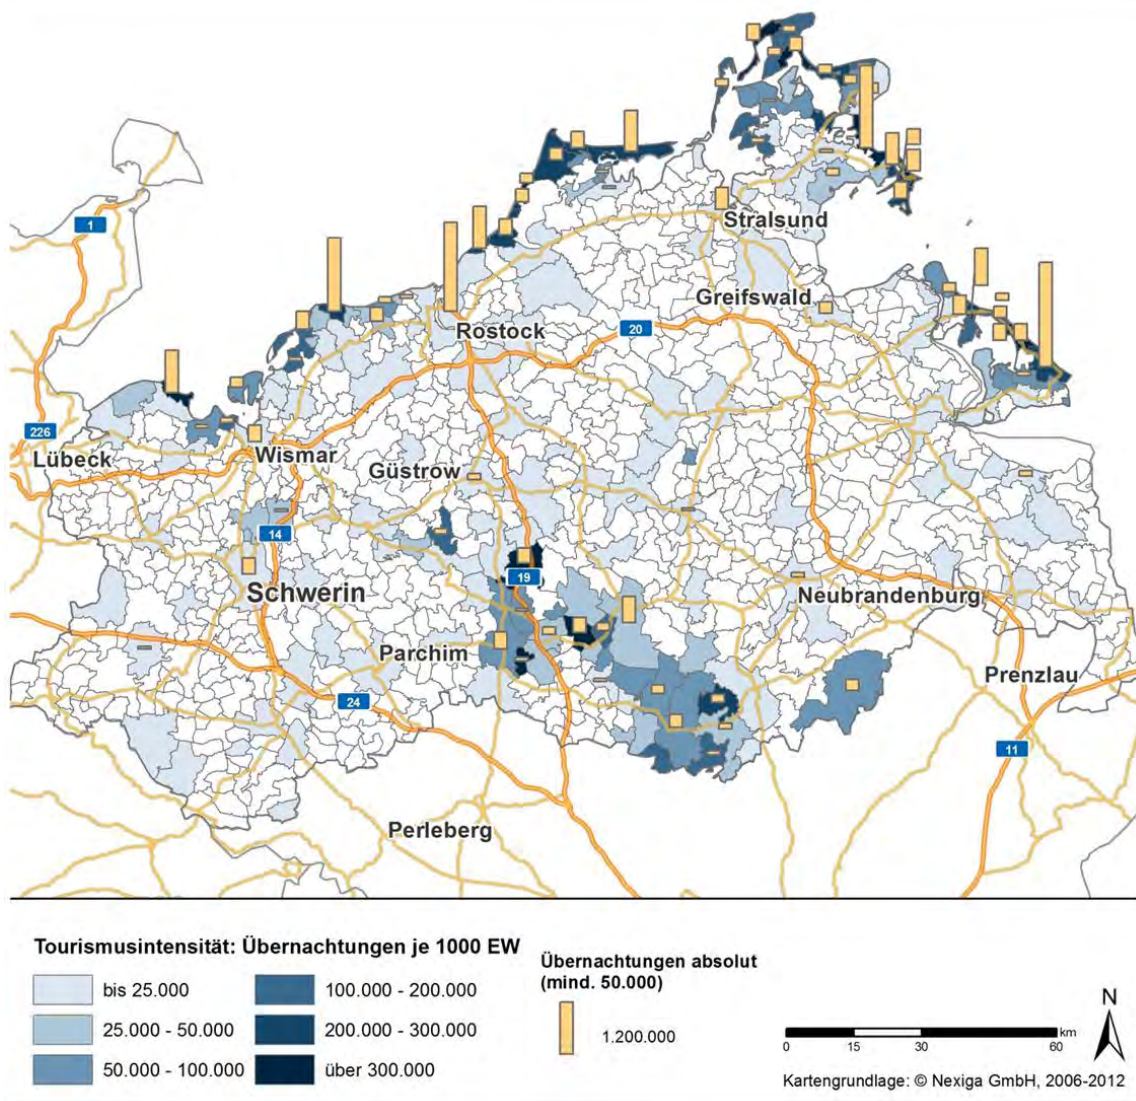 1
Stralsund
Greifswald
Rostock
20
226
Lübeck
Wismar
Güstrow
14
19
Schwerin
Neubrandenburg
Parchim
Prenzlau
24
11
Perleberg
Tourismusintensität: Übernachtungen je 1000 EW
bis 25.000
25.000 - 50.000
50.000 - 100.000
100.000 - 200.000
200.000 - 300.000
über 300.000
Übernachtungen absolut
(mind. 50.000)
1.200.000
N
km
0 15 30 60
Kartengrundlage: © Nexiga GmbH, 2006-2012